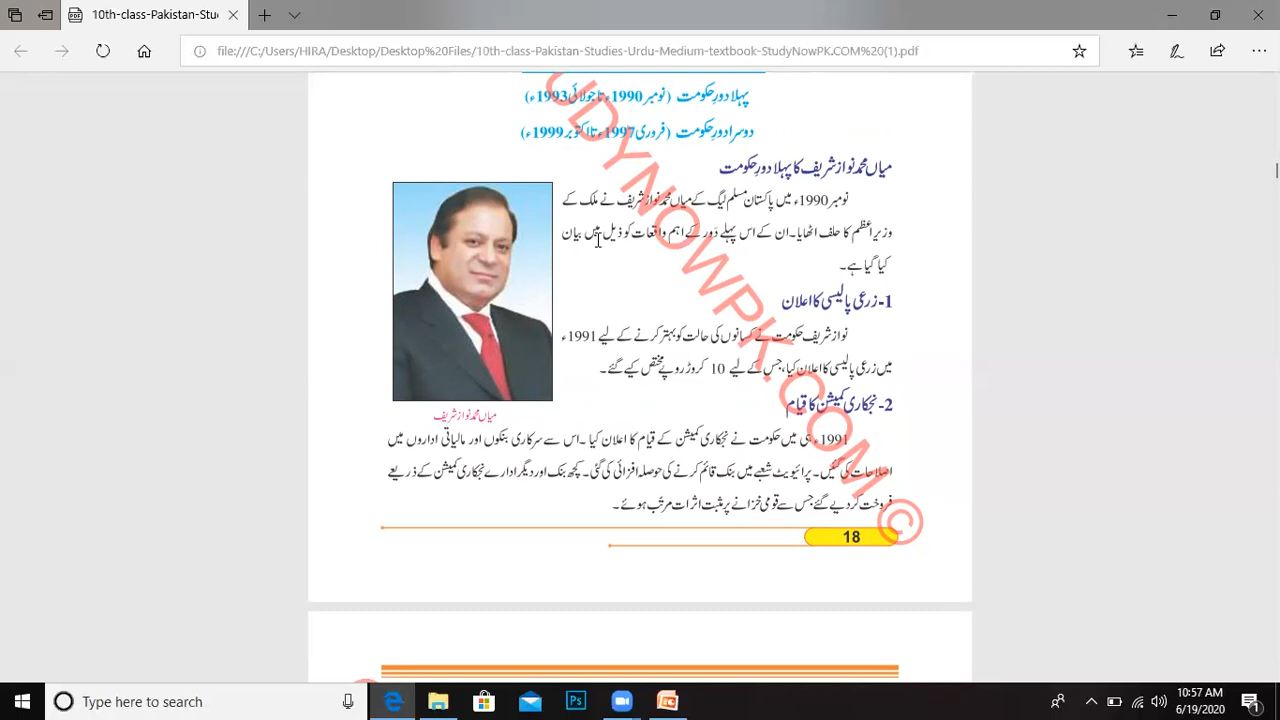 10th-class-Pakistan-Stu
file:///C:/Users/HIRA/Desktop/Desktop%20Files/10th-class-Pakistan-Studies-Urdu-Medium-textbook-StudyNowPK.COM%20(1).pdf
پہلا دورِ حکومت (نومبر 1990ء تا جولائی 1993ء)
دوسرا دورِ حکومت (فروری 1997ء تا اکتوبر 1999ء)
میاں محمد نواز شریف کا پہلا دورِ حکومت
نومبر 1990ء میں پاکستان مسلم لیگ کے میاں محمد نواز شریف نے ملک کے
وزیرِاعظم کا حلف اٹھایا۔ ان کے اس پہلے دَور کے اہم واقعات کو ذیل میں بیان
کیا گیا ہے۔
1- زرعی پالیسی کا اعلان
نواز شریف حکومت نے کسانوں کی حالت کو بہتر کرنے کے لیے 1991ء
میں زرعی پالیسی کا اعلان کیا، جس کے لیے 10 کروڑ روپے مختص کیے گئے۔
میاں محمد نواز شریف
2- نجکاری کمیشن کا قیام
1991ء ہی میں حکومت نے نجکاری کمیشن کے قیام کا اعلان کیا ۔ اس سے سرکاری بنکوں اور مالیاتی اداروں میں
اصلاحات کی گئیں۔ پرائیویٹ شعبے میں بنک قائم کرنے کی حوصلہ افزائی کی گئی۔ کچھ بنک اور دیگر ادارے نجکاری کمیشن کے ذریعے
فروخت کر دیے گئے جس سے قومی خزانے پر مثبت اثرات مرتّب ہوئے۔
18
UDYNOWPK.COM ©
Type here to search
Ps
10:57 AM
6/19/2020
1